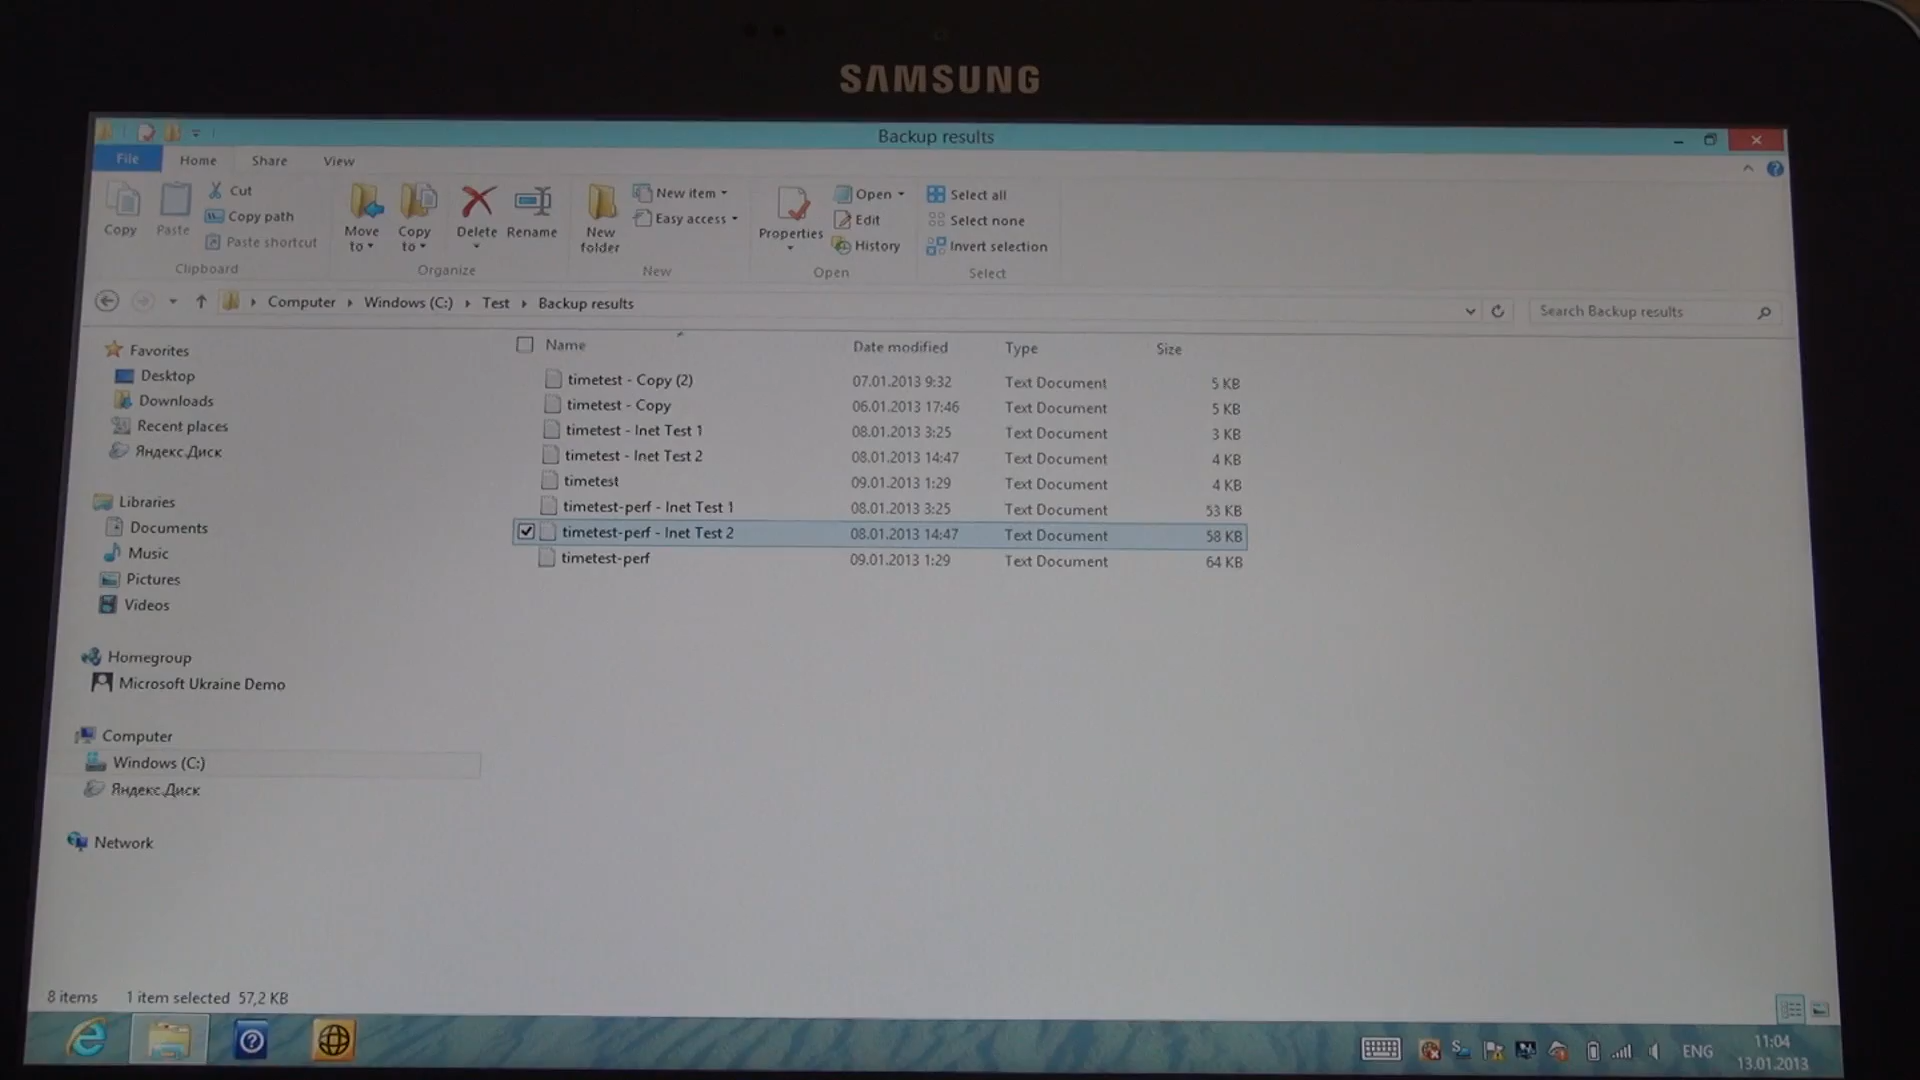 SAMSUNG
Backup results
File Home Share View
Cut
Copy path
Paste shortcut
Copy Paste
Clipboard
Move to Copy to Delete Rename
Organize
New folder
New item
Easy access
New
Properties
Open
Edit
History
Open
Select all
Select none
Invert selection
Select
Computer Windows (C:) Test Backup results
Search Backup results
Favorites
Desktop
Downloads
Recent places
Яндекс.Диск
Libraries
Documents
Music
Pictures
Videos
Homegroup
Microsoft Ukraine Demo
Computer
Windows (C:)
Яндекс.Диск
Network
Name Date modified Type Size
timetest - Copy (2) 07.01.2013 9:32 Text Document 5 KB
timetest - Copy 06.01.2013 17:46 Text Document 5 KB
timetest - Inet Test 1 08.01.2013 3:25 Text Document 3 KB
timetest - Inet Test 2 08.01.2013 14:47 Text Document 4 KB
timetest 09.01.2013 1:29 Text Document 4 KB
timetest-perf - Inet Test 1 08.01.2013 3:25 Text Document 53 KB
timetest-perf - Inet Test 2 08.01.2013 14:47 Text Document 58 KB
timetest-perf 09.01.2013 1:29 Text Document 64 KB
8 items 1 item selected 57,2 KB
ENG
11:04
13.01.2013